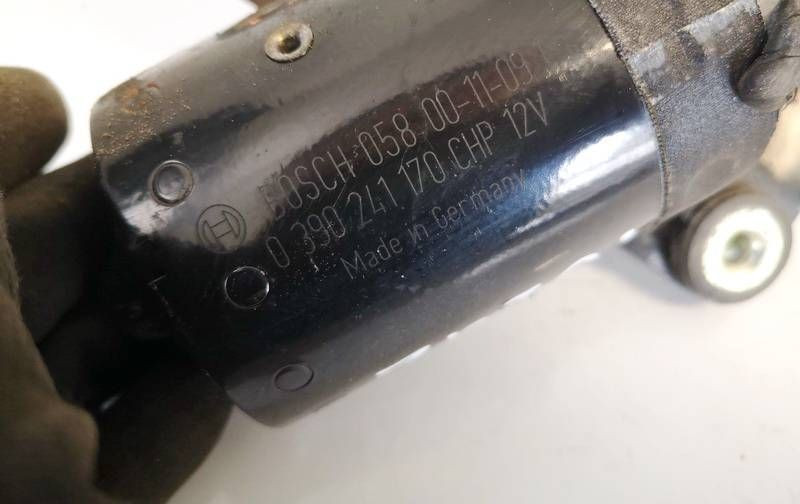 BOSCH 058 00-11-09
0 390 241 170 CHP 12V
Made in Germany